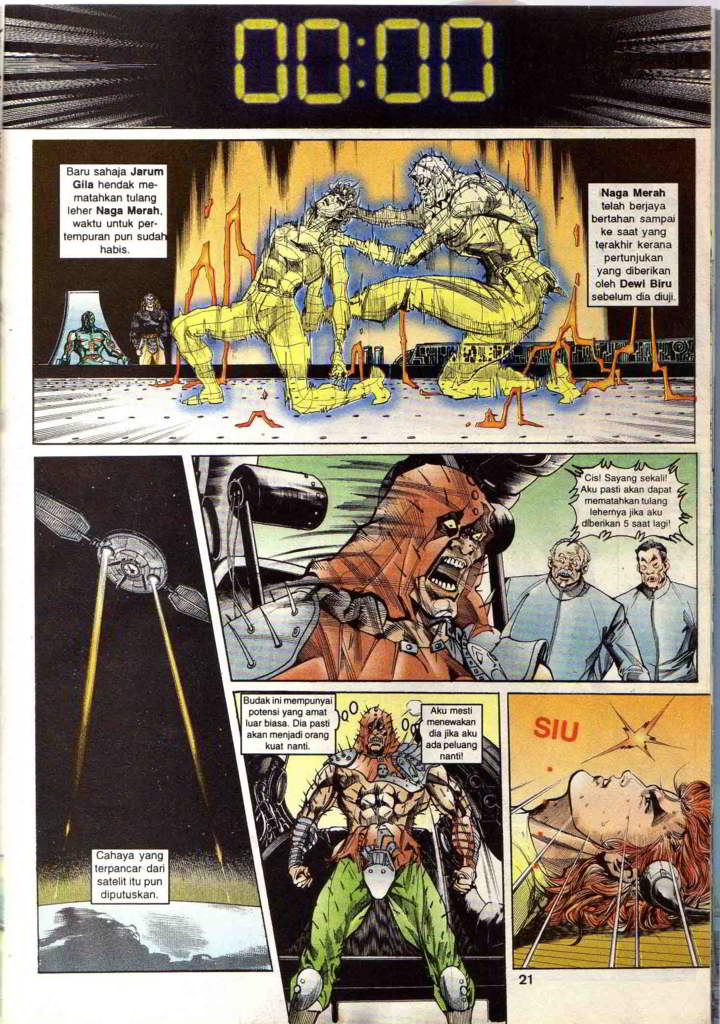 00:00
Baru sahaja Jarum
Gila hendak me-
matahkan tulang
leher Naga Merah,
waktu untuk per-
tempuran pun sudah
habis.
Naga Merah
telah berjaya
bertahan sampai
ke saat yang
terakhir kerana
pertunjukan
yang diberikan
oleh Dewi Biru
sebelum dia diuji.
Cis! Sayang sekali!
Aku pasti akan dapat
mematahkan tulang
lehernya jika aku
diberikan 5 saat lagi!
Cahaya yang
terpancar dari
satelit itu pun
diputuskan.
Budak ini mempunyai
potensi yang amat
luar biasa. Dia pasti
akan menjadi orang
kuat nanti.
Aku mesti
menewakan
dia jika aku
ada peluang
nanti!
SIU
21